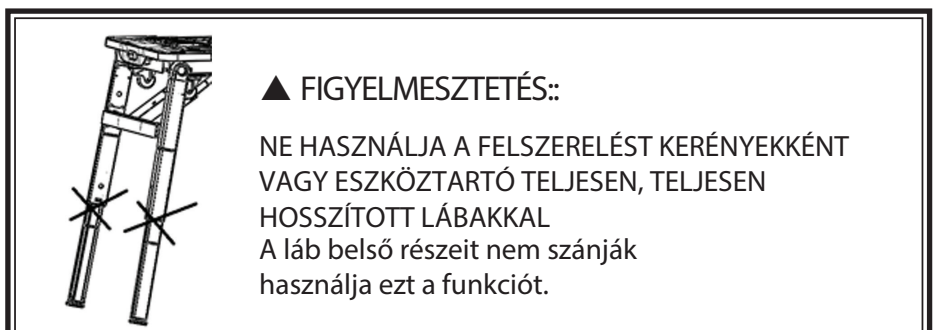 ▲ FIGYELMESZTETÉS::
NE HASZNÁLJA A FELSZERELÉST KERÉNYEKKÉNT
VAGY ESZKÖZTARTÓ TELJESEN, TELJESEN
HOSSZÍTOTT LÁBAKKAL
A láb belső részeit nem szánják
használja ezt a funkciót.